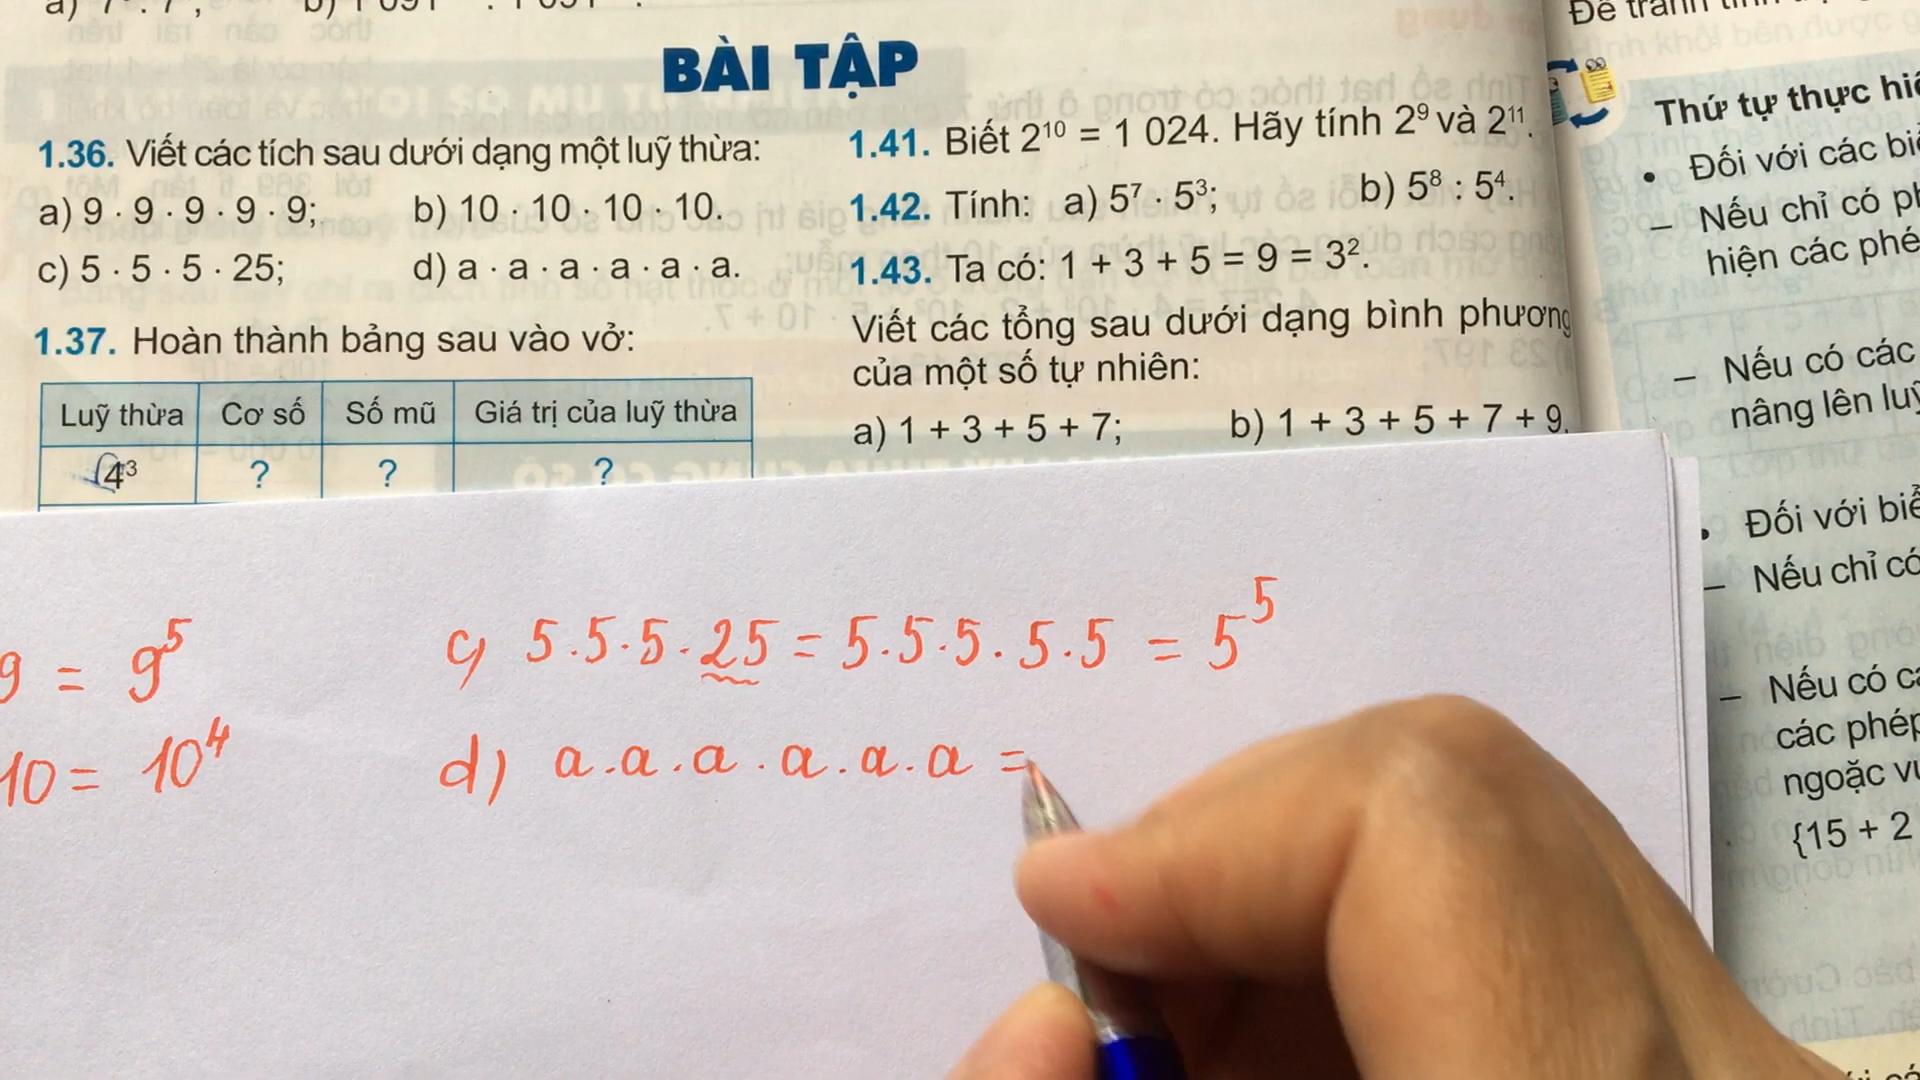 BÀI TẬP
1.36. Viết các tích sau dưới dạng một luỹ thừa:
a) 9 · 9 · 9 · 9 · 9;
b) 10 · 10 · 10 · 10.
c) 5 · 5 · 5 · 25;
d) a · a · a · a · a · a.
1.37. Hoàn thành bảng sau vào vở:
Luỹ thừa Cơ số Số mũ Giá trị của luỹ thừa
4³ ? ? ?
1.41. Biết 2¹⁰ = 1 024. Hãy tính 2⁹ và 2¹¹.
1.42. Tính: a) 5⁷ · 5³; b) 5⁸ : 5⁴.
1.43. Ta có: 1 + 3 + 5 = 9 = 3².
Viết các tổng sau dưới dạng bình phương
của một số tự nhiên:
a) 1 + 3 + 5 + 7; b) 1 + 3 + 5 + 7 + 9.
9 = 9⁵
10 = 10⁴
c) 5.5.5.25 = 5.5.5.5.5 = 5⁵
d) a.a.a.a.a.a =
Để tránh
Thứ tự thực
• Đối với các
– Nếu chỉ có
hiện các phé
– Nếu có các
nâng lên luỹ
• Đối với
– Nếu chỉ có
– Nếu có
các phép
ngoặc
{15 + 2